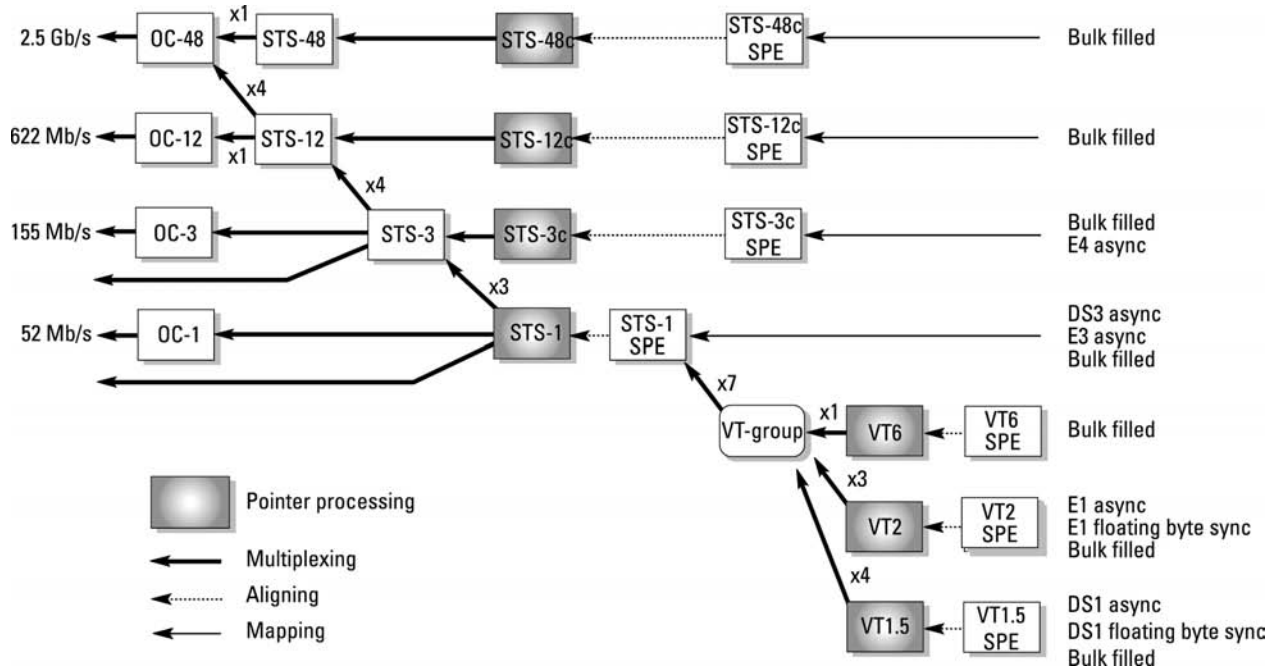 x1
2.5 Gb/s
OC-48
STS-48
STS-48c
STS-48c
SPE
Bulk filled
x4
622 Mb/s
OC-12
x1
STS-12
STS-12c
STS-12c
SPE
Bulk filled
x4
155 Mb/s
OC-3
STS-3
STS-3c
STS-3c
SPE
Bulk filled
E4 async
x3
52 Mb/s
OC-1
STS-1
STS-1
SPE
DS3 async
E3 async
Bulk filled
x7
VT-group
x1
VT6
VT6
SPE
Bulk filled
x3
VT2
VT2
SPE
E1 async
E1 floating byte sync
Bulk filled
x4
VT1.5
VT1.5
SPE
DS1 async
DS1 floating byte sync
Bulk filled
Pointer processing
Multiplexing
Aligning
Mapping